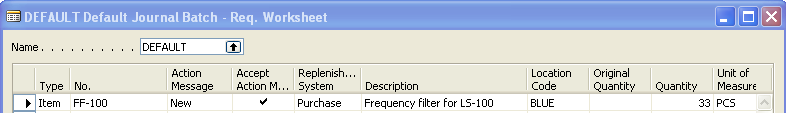 DEFAULT Default Journal Batch - Req. Worksheet
Name . . . . . . . . . . DEFAULT
Type No. Action Message Accept Action M... Replenish... System Description Location Code Original Quantity Quantity Unit of Measure
Item FF-100 New Purchase Frequency filter for LS-100 BLUE 33 PCS